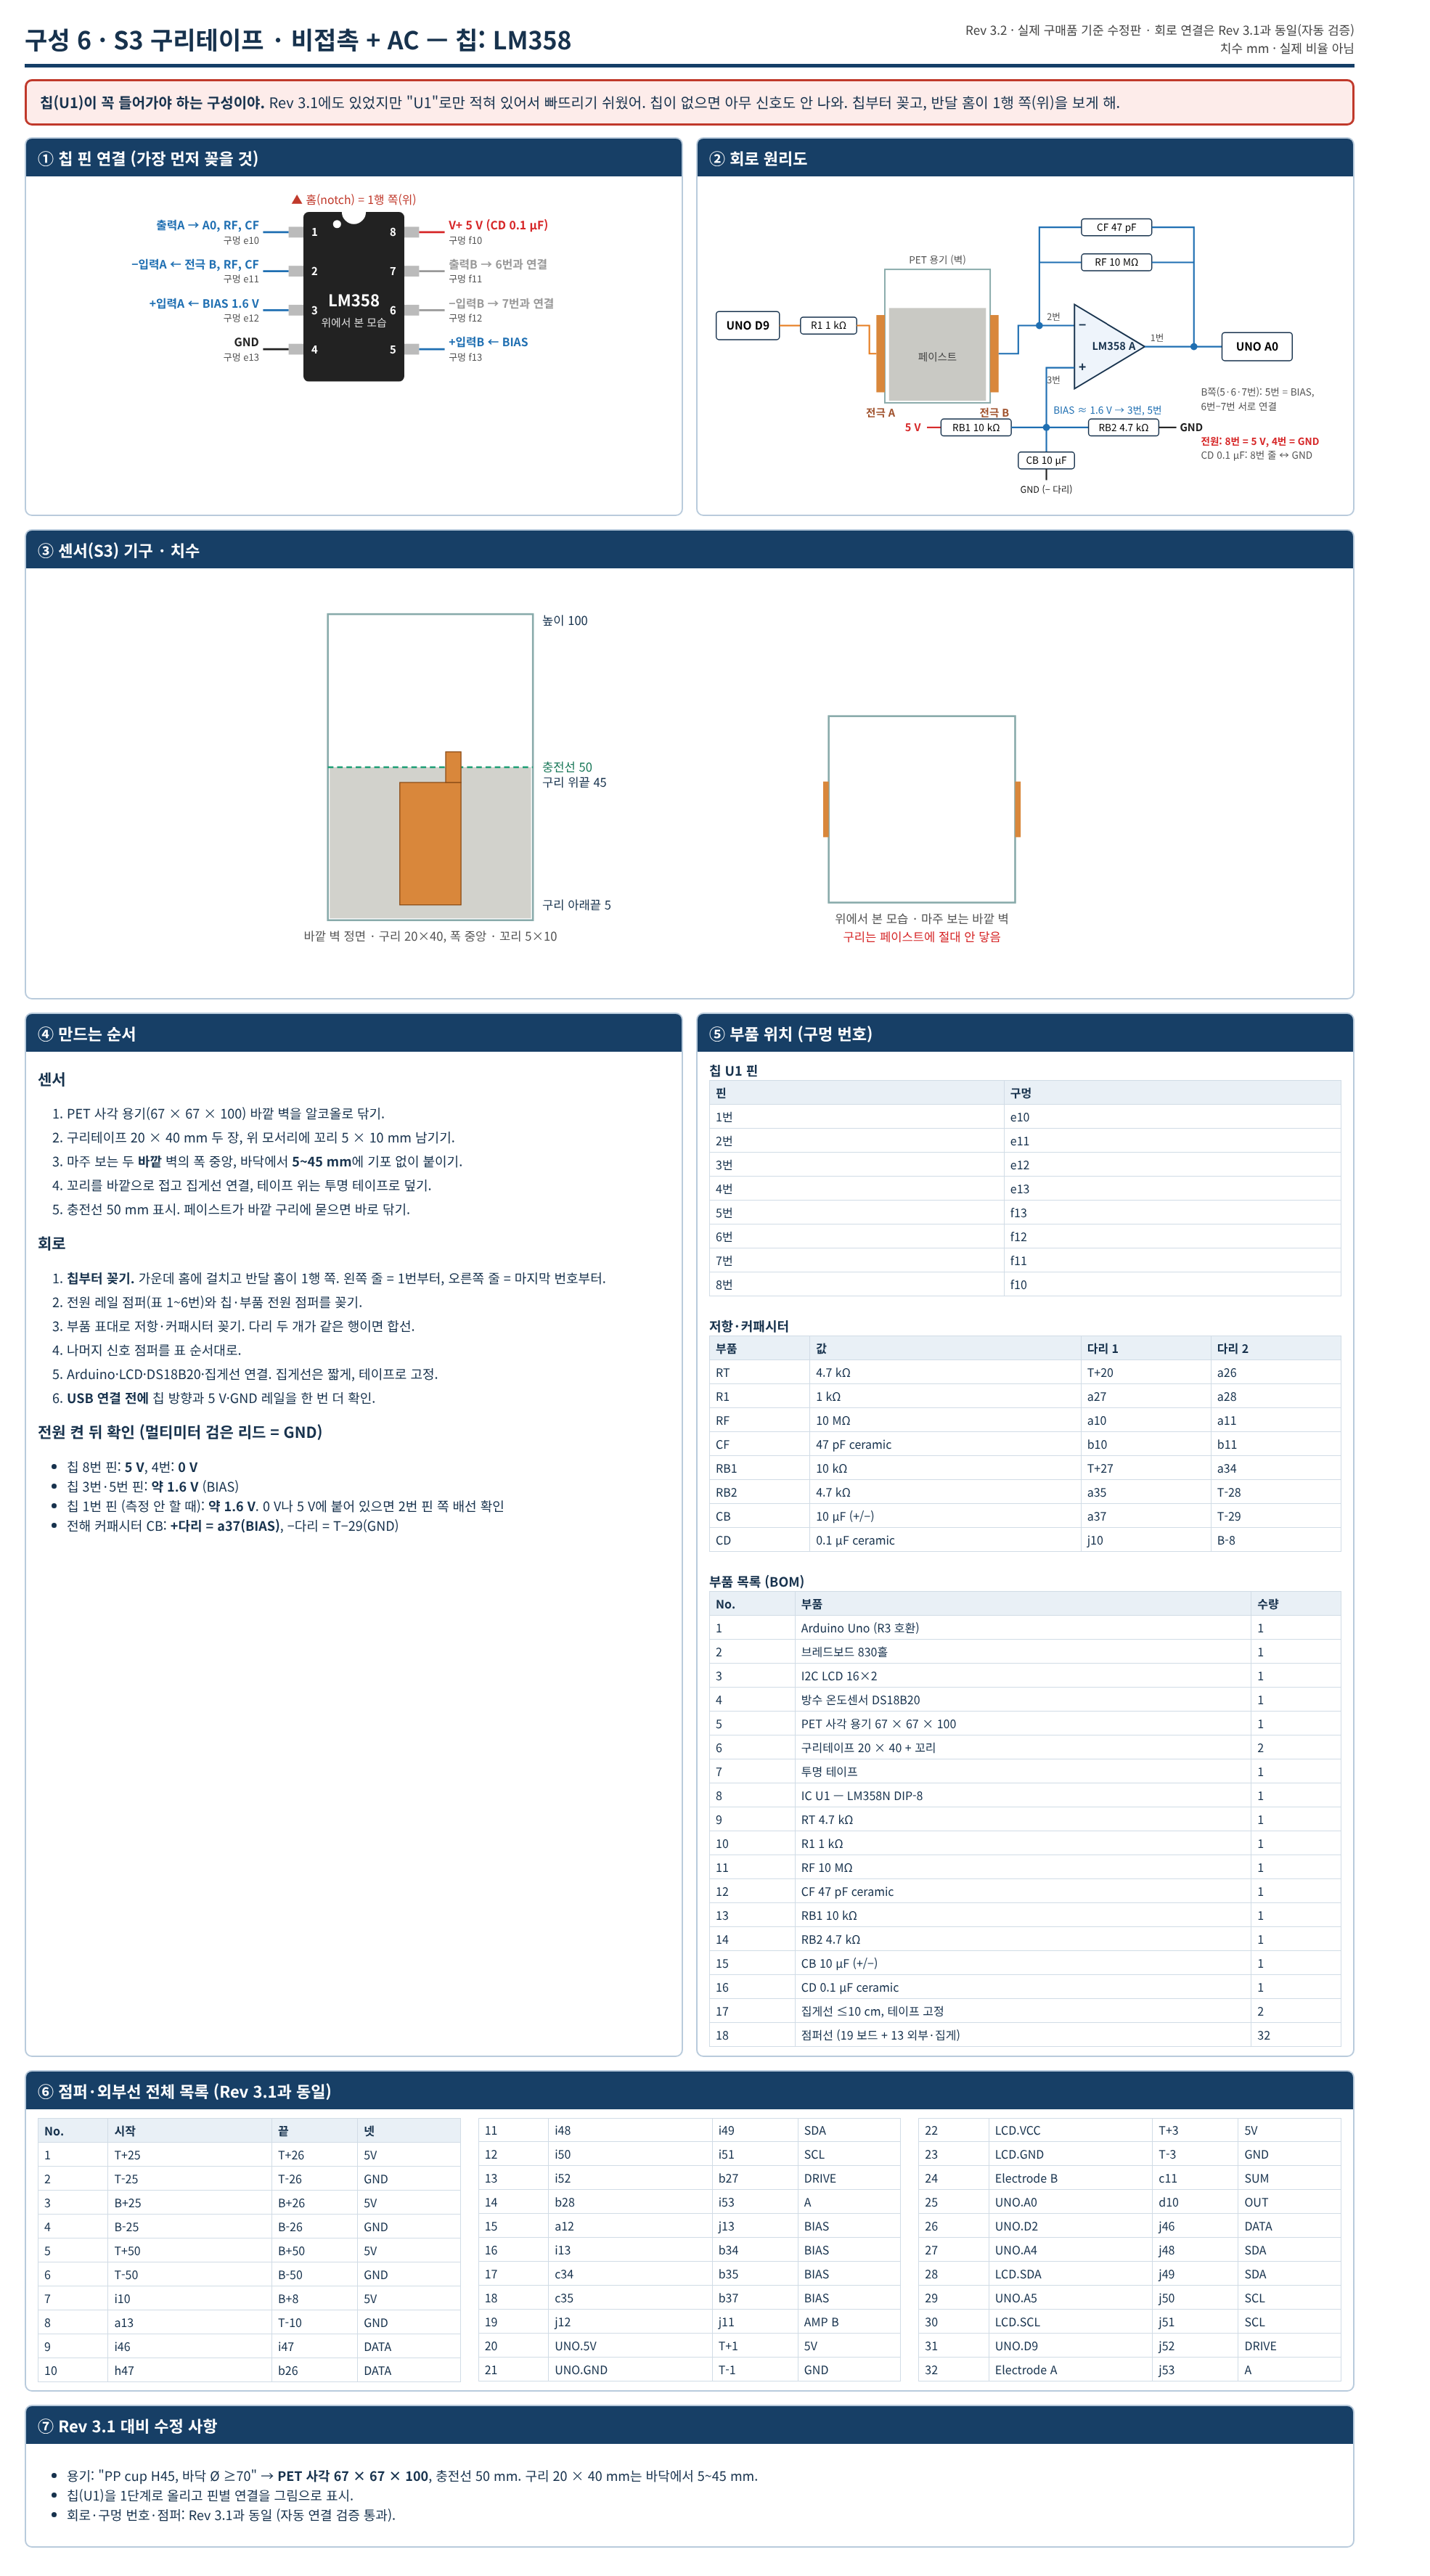 구성 6 · S3 구리테이프 · 비접촉 + AC — 칩: LM358
Rev 3.2 · 실제 구매품 기준 수정판 · 회로 연결은 Rev 3.1과 동일(자동 검증)
치수 mm · 실제 비율 아님
칩(U1)이 꼭 들어가야 하는 구성이야. Rev 3.1에도 있었지만 "U1"로만 적혀 있어서 빠뜨리기 쉬웠어. 칩이 없으면 아무 신호도 안 나와. 칩부터 꽂고, 반달 홈이 1행 쪽(위)을 보게 해.
① 칩 핀 연결 (가장 먼저 꽂을 것)
▲ 홈(notch) = 1행 쪽(위)
출력A → A0, RF, CF
구멍 e10
−입력A ← 전극 B, RF, CF
구멍 e11
+입력A ← BIAS 1.6 V
구멍 e12
GND
구멍 e13
1
2
3
4
LM358
위에서 본 모습
8
7
6
5
V+ 5 V (CD 0.1 µF)
구멍 f10
출력B → 6번과 연결
구멍 f11
−입력B → 7번과 연결
구멍 f12
+입력B ← BIAS
구멍 f13
② 회로 원리도
CF 47 pF
RF 10 MΩ
PET 용기 (벽)
UNO D9
R1 1 kΩ
페이스트
전극 A
전극 B
2번
−
LM358 A
+
3번
1번
UNO A0
BIAS ≈ 1.6 V → 3번, 5번
5 V
RB1 10 kΩ
RB2 4.7 kΩ
GND
CB 10 µF
GND (− 다리)
B쪽(5·6·7번): 5번 = BIAS,
6번−7번 서로 연결
전원: 8번 = 5 V, 4번 = GND
CD 0.1 µF: 8번 줄 ↔ GND
③ 센서(S3) 기구 · 치수
높이 100
충전선 50
구리 위끝 45
구리 아래끝 5
바깥 벽 정면 · 구리 20×40, 폭 중앙 · 꼬리 5×10
위에서 본 모습 · 마주 보는 바깥 벽
구리는 페이스트에 절대 안 닿음
④ 만드는 순서
센서
1. PET 사각 용기(67 × 67 × 100) 바깥 벽을 알코올로 닦기.
2. 구리테이프 20 × 40 mm 두 장, 위 모서리에 꼬리 5 × 10 mm 남기기.
3. 마주 보는 두 바깥 벽의 폭 중앙, 바닥에서 5~45 mm에 기포 없이 붙이기.
4. 꼬리를 바깥으로 접고 집게선 연결, 테이프 위는 투명 테이프로 덮기.
5. 충전선 50 mm 표시. 페이스트가 바깥 구리에 묻으면 바로 닦기.
회로
1. 칩부터 꽂기. 가운데 홈에 걸치고 반달 홈이 1행 쪽. 왼쪽 줄 = 1번부터, 오른쪽 줄 = 마지막 번호부터.
2. 전원 레일 점퍼(표 1~6번)와 칩·부품 전원 점퍼를 꽂기.
3. 부품 표대로 저항·커패시터 꽂기. 다리 두 개가 같은 행이면 합선.
4. 나머지 신호 점퍼를 표 순서대로.
5. Arduino·LCD·DS18B20·집게선 연결. 집게선은 짧게, 테이프로 고정.
6. USB 연결 전에 칩 방향과 5 V·GND 레일을 한 번 더 확인.
전원 켠 뒤 확인 (멀티미터 검은 리드 = GND)
• 칩 8번 핀: 5 V, 4번: 0 V
• 칩 3번·5번 핀: 약 1.6 V (BIAS)
• 칩 1번 핀 (측정 안 할 때): 약 1.6 V. 0 V나 5 V에 붙어 있으면 2번 핀 쪽 배선 확인
• 전해 커패시터 CB: +다리 = a37(BIAS), −다리 = T−29(GND)
⑤ 부품 위치 (구멍 번호)
칩 U1 핀
핀 구멍
1번 e10
2번 e11
3번 e12
4번 e13
5번 f13
6번 f12
7번 f11
8번 f10
저항·커패시터
부품 값 다리 1 다리 2
RT 4.7 kΩ T+20 a26
R1 1 kΩ a27 a28
RF 10 MΩ a10 a11
CF 47 pF ceramic b10 b11
RB1 10 kΩ T+27 a34
RB2 4.7 kΩ a35 T-28
CB 10 µF (+/−) a37 T-29
CD 0.1 µF ceramic j10 B-8
부품 목록 (BOM)
No. 부품 수량
1 Arduino Uno (R3 호환) 1
2 브레드보드 830홀 1
3 I2C LCD 16×2 1
4 방수 온도센서 DS18B20 1
5 PET 사각 용기 67 × 67 × 100 1
6 구리테이프 20 × 40 + 꼬리 2
7 투명 테이프 1
8 IC U1 — LM358N DIP-8 1
9 RT 4.7 kΩ 1
10 R1 1 kΩ 1
11 RF 10 MΩ 1
12 CF 47 pF ceramic 1
13 RB1 10 kΩ 1
14 RB2 4.7 kΩ 1
15 CB 10 µF (+/−) 1
16 CD 0.1 µF ceramic 1
17 집게선 ≤10 cm, 테이프 고정 2
18 점퍼선 (19 보드 + 13 외부·집게) 32
⑥ 점퍼·외부선 전체 목록 (Rev 3.1과 동일)
No. 시작 끝 넷
1 T+25 T+26 5V
2 T-25 T-26 GND
3 B+25 B+26 5V
4 B-25 B-26 GND
5 T+50 B+50 5V
6 T-50 B-50 GND
7 i10 B+8 5V
8 a13 T-10 GND
9 i46 i47 DATA
10 h47 b26 DATA
11 i48 i49 SDA
12 i50 i51 SCL
13 i52 b27 DRIVE
14 b28 i53 A
15 a12 j13 BIAS
16 i13 b34 BIAS
17 c34 b35 BIAS
18 c35 b37 BIAS
19 j12 j11 AMP B
20 UNO.5V T+1 5V
21 UNO.GND T-1 GND
22 LCD.VCC T+3 5V
23 LCD.GND T-3 GND
24 Electrode B c11 SUM
25 UNO.A0 d10 OUT
26 UNO.D2 j46 DATA
27 UNO.A4 j48 SDA
28 LCD.SDA j49 SDA
29 UNO.A5 j50 SCL
30 LCD.SCL j51 SCL
31 UNO.D9 j52 DRIVE
32 Electrode A j53 A
⑦ Rev 3.1 대비 수정 사항
• 용기: "PP cup H45, 바닥 Ø ≥70" → PET 사각 67 × 67 × 100, 충전선 50 mm. 구리 20 × 40 mm는 바닥에서 5~45 mm.
• 칩(U1)을 1단계로 올리고 핀별 연결을 그림으로 표시.
• 회로·구멍 번호·점퍼: Rev 3.1과 동일 (자동 연결 검증 통과).